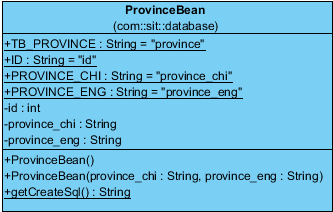 ProvinceBean
(com::sit::database)
+TB_PROVINCE : String = "province"
+ID : String = "id"
+PROVINCE_CHI : String = "province_chi"
+PROVINCE_ENG : String = "province_eng"
-id : int
-province_chi : String
-province_eng : String
+ProvinceBean()
+ProvinceBean(province_chi : String, province_eng : String)
+getCreateSql() : String